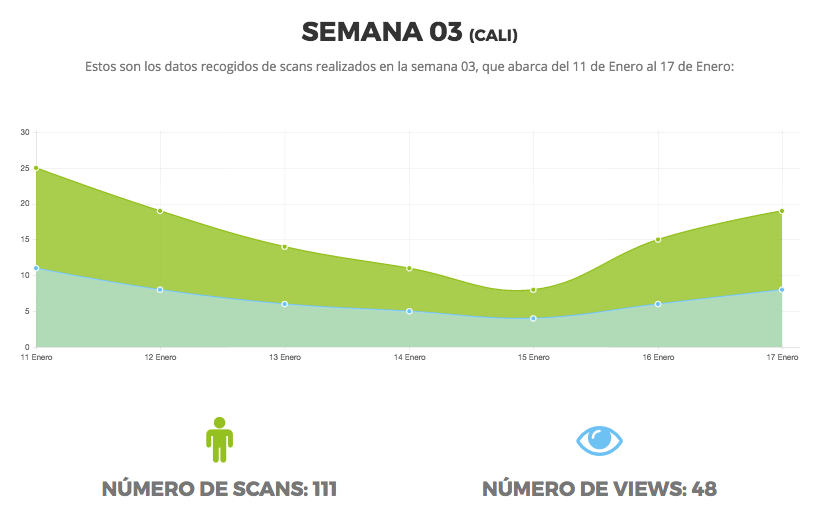 SEMANA 03 (CALI)
Estos son los datos recogidos de scans realizados en la semana 03, que abarca del 11 de Enero al 17 de Enero:
30
25
20
15
10
5
0
11 Enero 12 Enero 13 Enero 14 Enero 15 Enero 16 Enero 17 Enero
NÚMERO DE SCANS: 111 NÚMERO DE VIEWS: 48